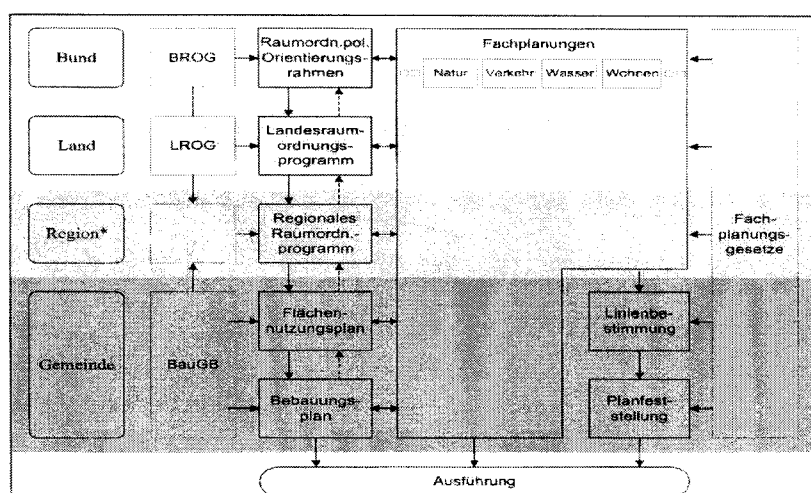 Bund
BROG
Raumordn.pol.
Orientierungs-
rahmen
Fachplanungen
Natur
Verkehr
Wasser
Wohnen
Land
LROG
Landesraum-
ordnungs-
programm
Region*
Regionales
Raumordn.-
programm
Fach-
planungs-
gesetze
Gemeinde
BauGB
Flächen-
nutzungsplan
Linienbe-
stimmung
Bebauungs-
plan
Planfest-
stellung
Ausführung